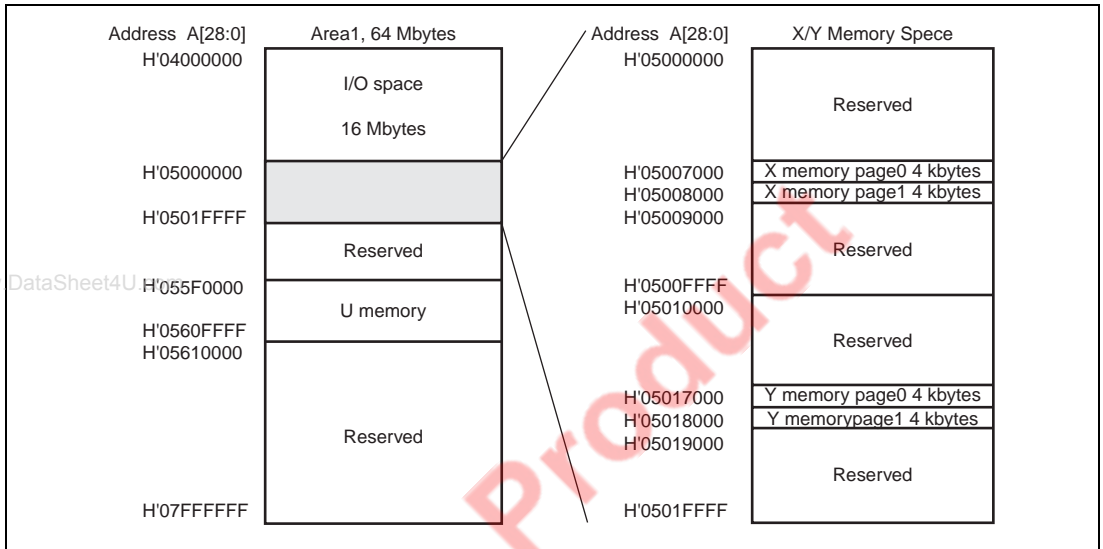 Address A[28:0]
Area1, 64 Mbytes
H'04000000
I/O space
16 Mbytes
H'05000000
H'0501FFFF
Reserved
H'055F0000
U memory
H'0560FFFF
H'05610000
Reserved
H'07FFFFFF
Address A[28:0]
X/Y Memory Spece
H'05000000
Reserved
H'05007000
X memory page0 4 kbytes
H'05008000
X memory page1 4 kbytes
H'05009000
Reserved
H'0500FFFF
H'05010000
Reserved
H'05017000
Y memory page0 4 kbytes
H'05018000
Y memorypage1 4 kbytes
H'05019000
Reserved
H'0501FFFF
DataSheet4U.com
Product